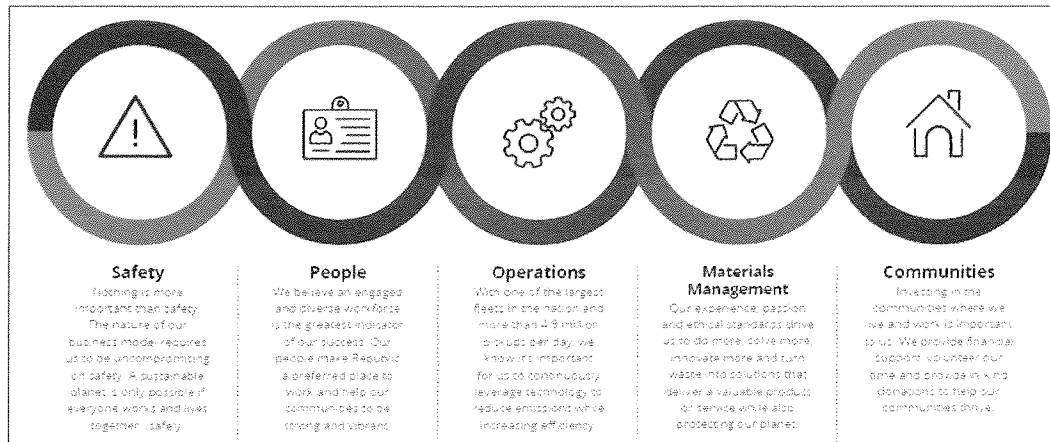 Safety
Nothing is more
important than safety.
The nature of our
business model requires
us to be uncompromising
on safety. A sustainable
planet is only possible if
everyone works and lives
together, safely.
People
We believe an engaged
and diverse workforce
is the greatest indicator
of our success. Our
people make Republic
a preferred place to
work and help our
communities to be
strong and vibrant.
Operations
With one of the largest
fleets in the nation and
more than 4.9 million
pickups per day, we
know it's important
for us to continuously
leverage technology to
reduce emissions while
increasing efficiency.
Materials
Management
Our experience, passion
and ethical standards drive
us to do more, solve more,
innovate more and turn
waste into solutions that
deliver a valuable product
or service while also
protecting our planet.
Communities
Investing in the
communities where we
live and work is important
to us. We provide financial
support, volunteer our
time and provide in-kind
donations to help our
communities thrive.